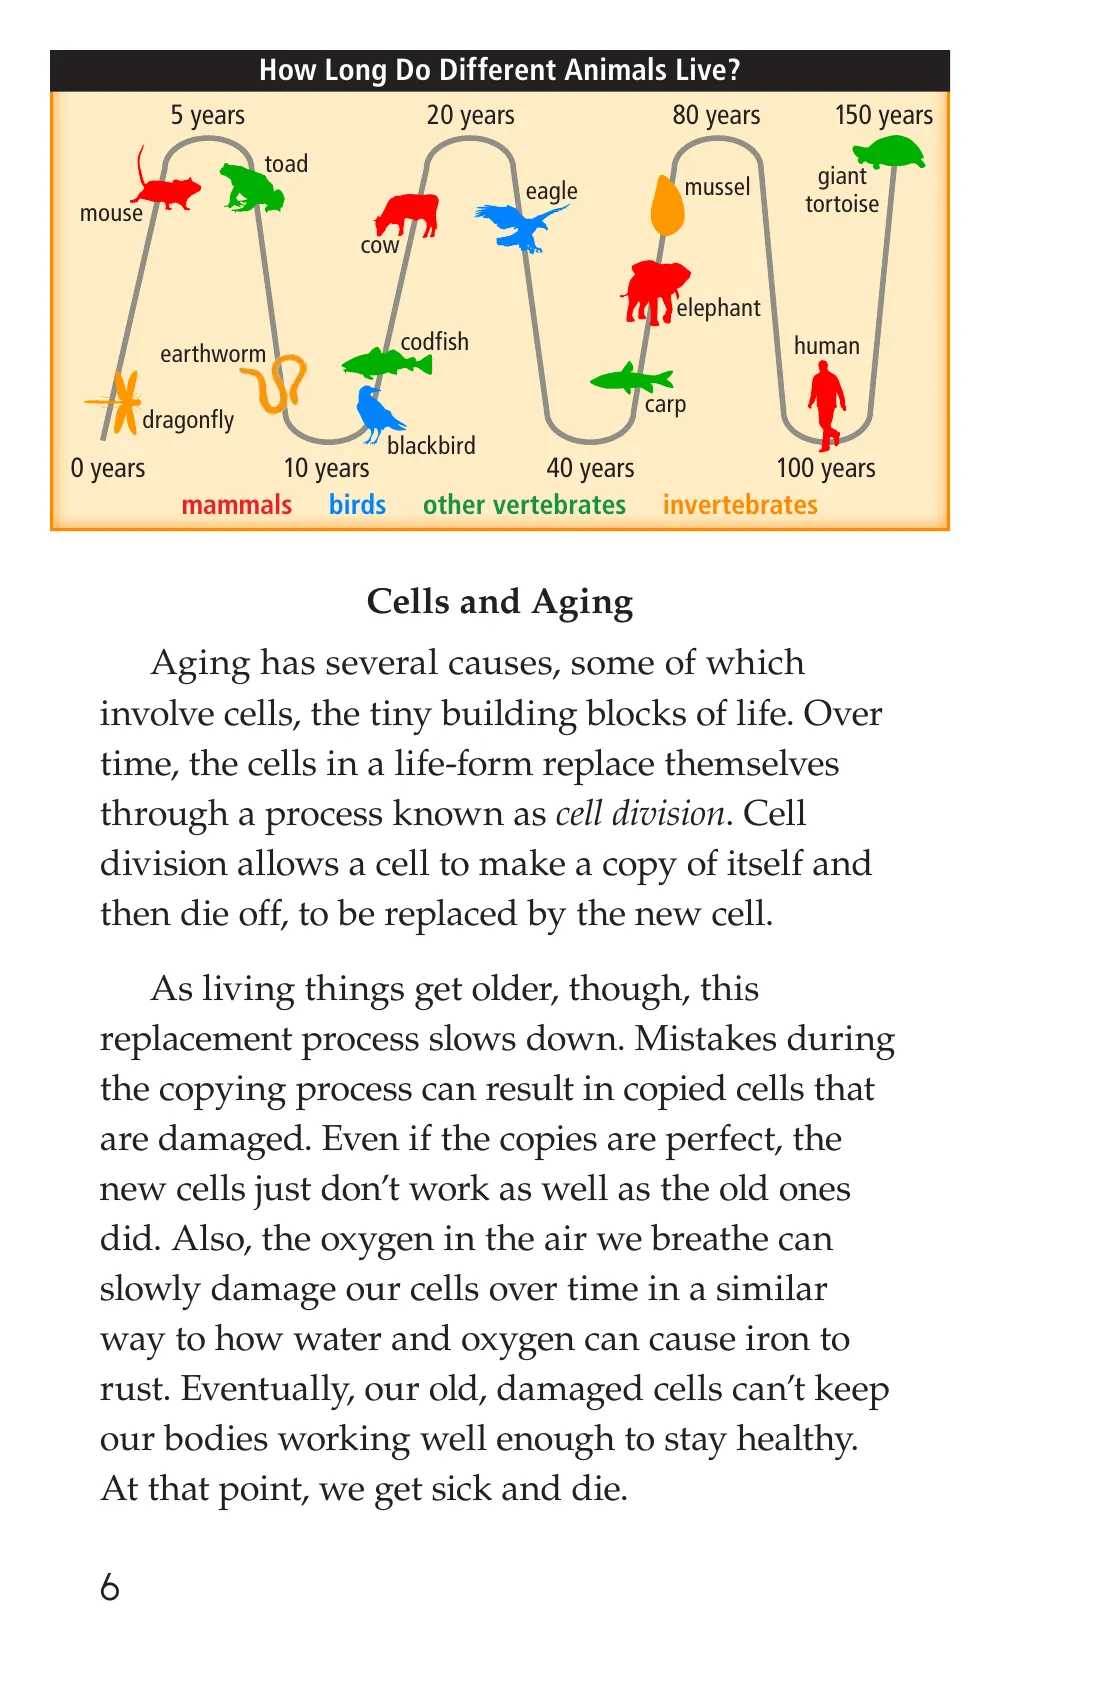 How Long Do Different Animals Live?
5 years
20 years
80 years
150 years
toad
mouse
eagle
cow
mussel
giant
tortoise
elephant
codfish
earthworm
human
dragonfly
carp
blackbird
0 years
10 years
40 years
100 years
mammals birds other vertebrates invertebrates
Cells and Aging
Aging has several causes, some of which
involve cells, the tiny building blocks of life. Over
time, the cells in a life-form replace themselves
through a process known as cell division. Cell
division allows a cell to make a copy of itself and
then die off, to be replaced by the new cell.
As living things get older, though, this
replacement process slows down. Mistakes during
the copying process can result in copied cells that
are damaged. Even if the copies are perfect, the
new cells just don’t work as well as the old ones
did. Also, the oxygen in the air we breathe can
slowly damage our cells over time in a similar
way to how water and oxygen can cause iron to
rust. Eventually, our old, damaged cells can’t keep
our bodies working well enough to stay healthy.
At that point, we get sick and die.
6